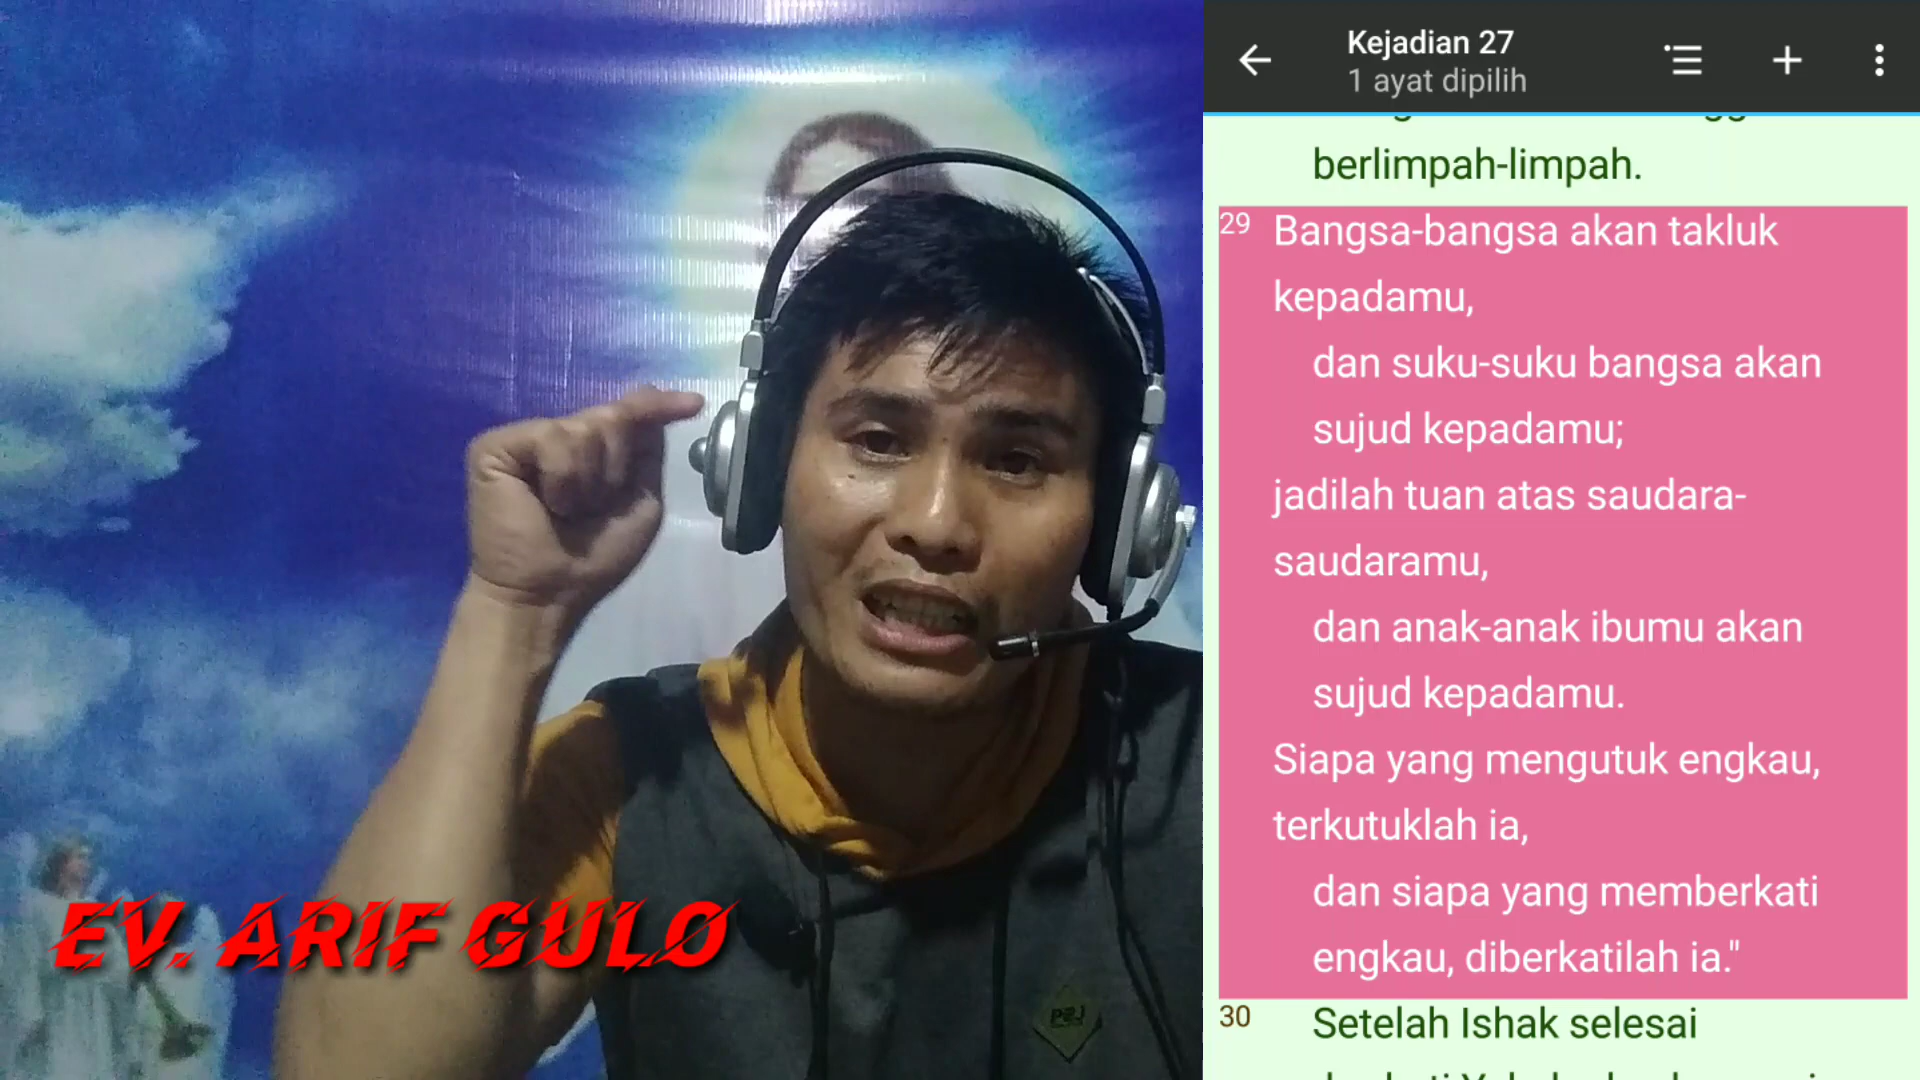 Kejadian 27
1 ayat dipilih
berlimpah-limpah.
29 Bangsa-bangsa akan takluk
kepadamu,
dan suku-suku bangsa akan
sujud kepadamu;
jadilah tuan atas saudara-
saudaramu,
dan anak-anak ibumu akan
sujud kepadamu.
Siapa yang mengutuk engkau,
terkutuklah ia,
dan siapa yang memberkati
engkau, diberkatilah ia."
30 Setelah Ishak selesai
EV. ARIF GULO